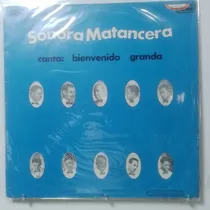 Sonora Matancera
canta: bienvenido granda